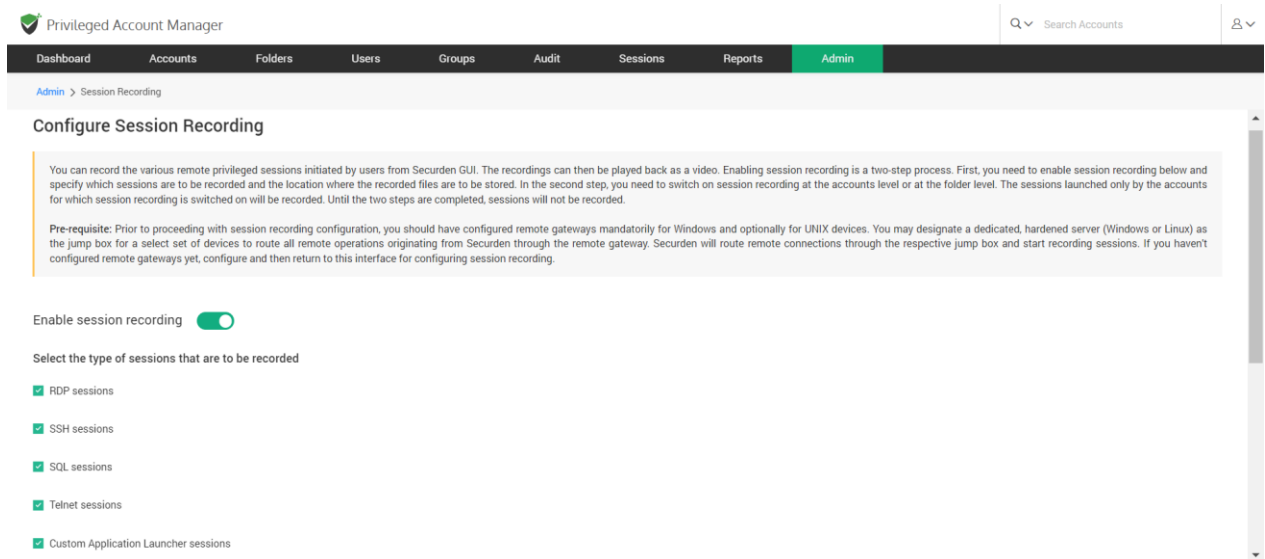 Privileged Account Manager
Search Accounts
Dashboard Accounts Folders Users Groups Audit Sessions Reports Admin
Admin > Session Recording
Configure Session Recording
You can record the various remote privileged sessions initiated by users from Securden GUI. The recordings can then be played back as a video. Enabling session recording is a two-step process. First, you need to enable session recording below and
specify which sessions are to be recorded and the location where the recorded files are to be stored. In the second step, you need to switch on session recording at the accounts level or at the folder level. The sessions launched only by the accounts
for which session recording is switched on will be recorded. Until the two steps are completed, sessions will not be recorded.
Pre-requisite: Prior to proceeding with session recording configuration, you should have configured remote gateways mandatorily for Windows and optionally for UNIX devices. You may designate a dedicated, hardened server (Windows or Linux) as
the jump box for a select set of devices to route all remote operations originating from Securden through the remote gateway. Securden will route remote connections through the respective jump box and start recording sessions. If you haven't
configured remote gateways yet, configure and then return to this interface for configuring session recording.
Enable session recording
Select the type of sessions that are to be recorded
RDP sessions
SSH sessions
SQL sessions
Telnet sessions
Custom Application Launcher sessions